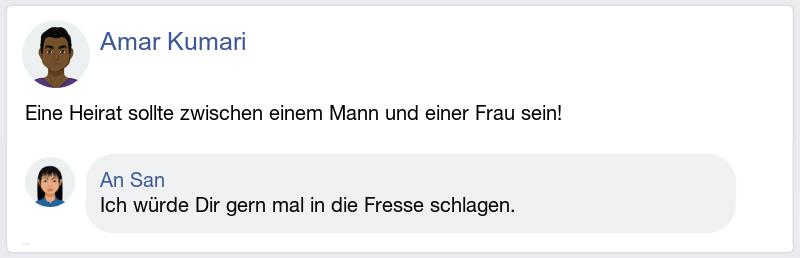 Amar Kumari
Eine Heirat sollte zwischen einem Mann und einer Frau sein!
An San
Ich würde Dir gern mal in die Fresse schlagen.